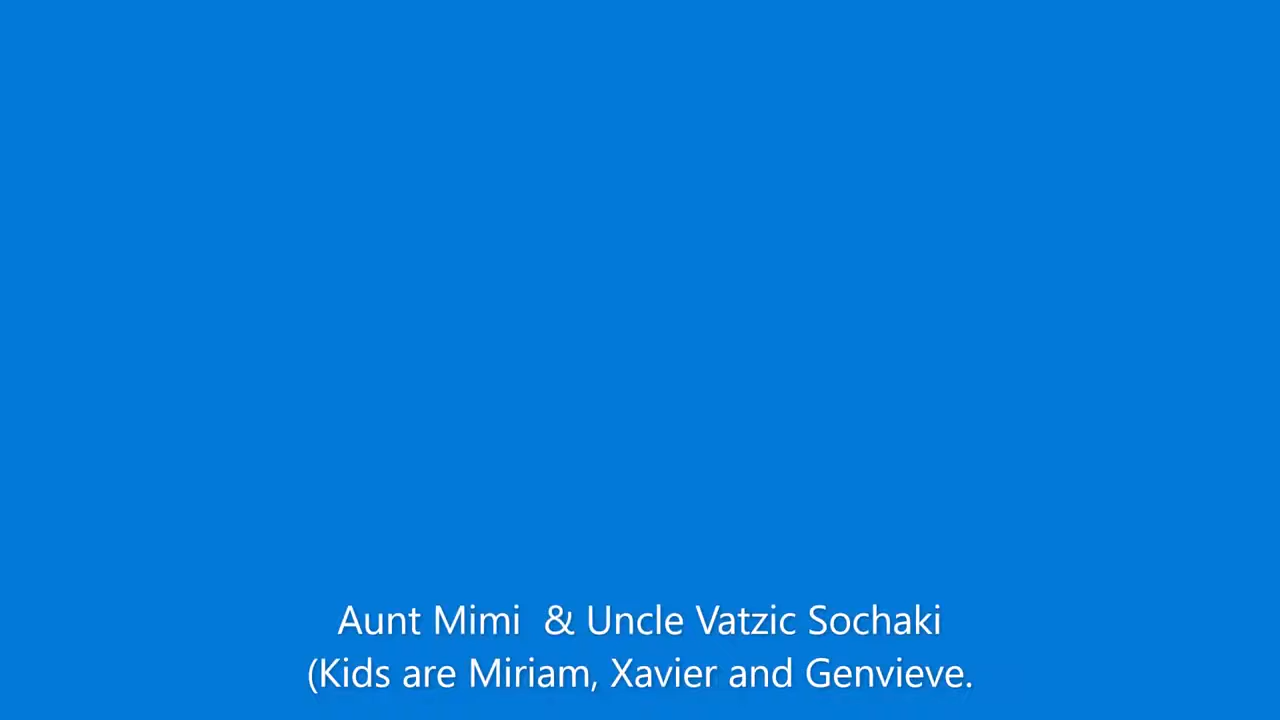 Aunt Mimi  & Uncle Vatzic Sochaki
(Kids are Miriam, Xavier and Genvieve.